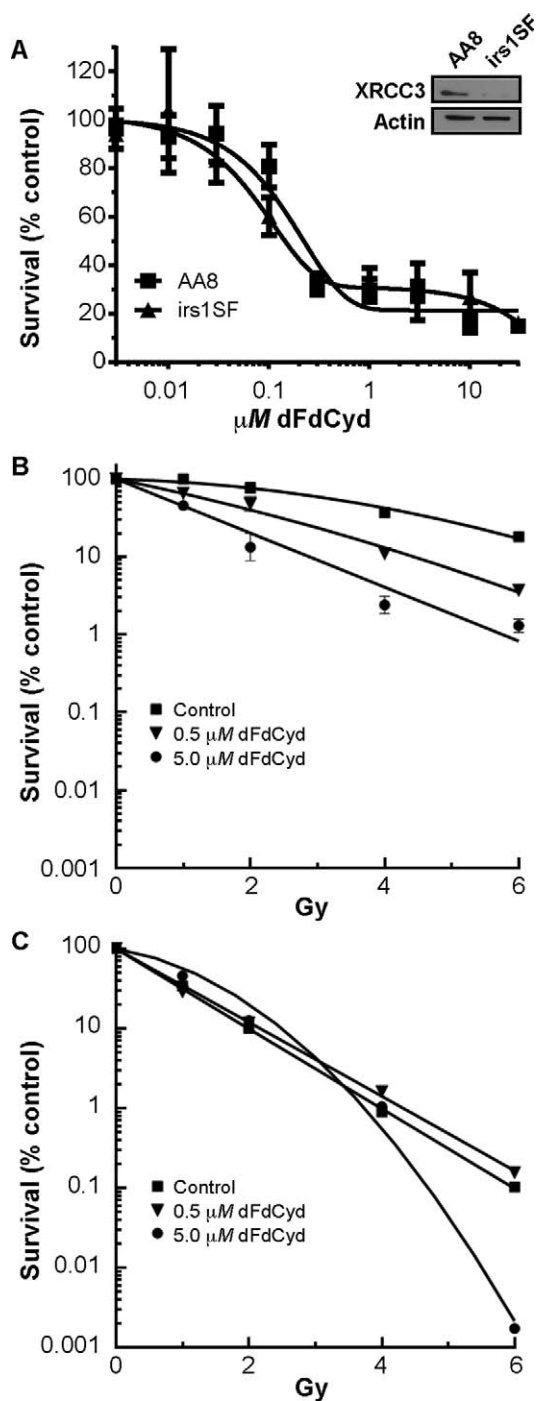 A
AA8
irs1SF
XRCC3
Actin
Survival (% control)
120
100
80
60
40
20
0
AA8
irs1SF
0.01
0.1
1
10
μM dFdCyd
B
Survival (% control)
100
10
1
0.1
0.01
0.001
Control
0.5 μM dFdCyd
5.0 μM dFdCyd
0
2
4
6
Gy
C
Survival (% control)
100
10
1
0.1
0.01
0.001
Control
0.5 μM dFdCyd
5.0 μM dFdCyd
0
2
4
6
Gy